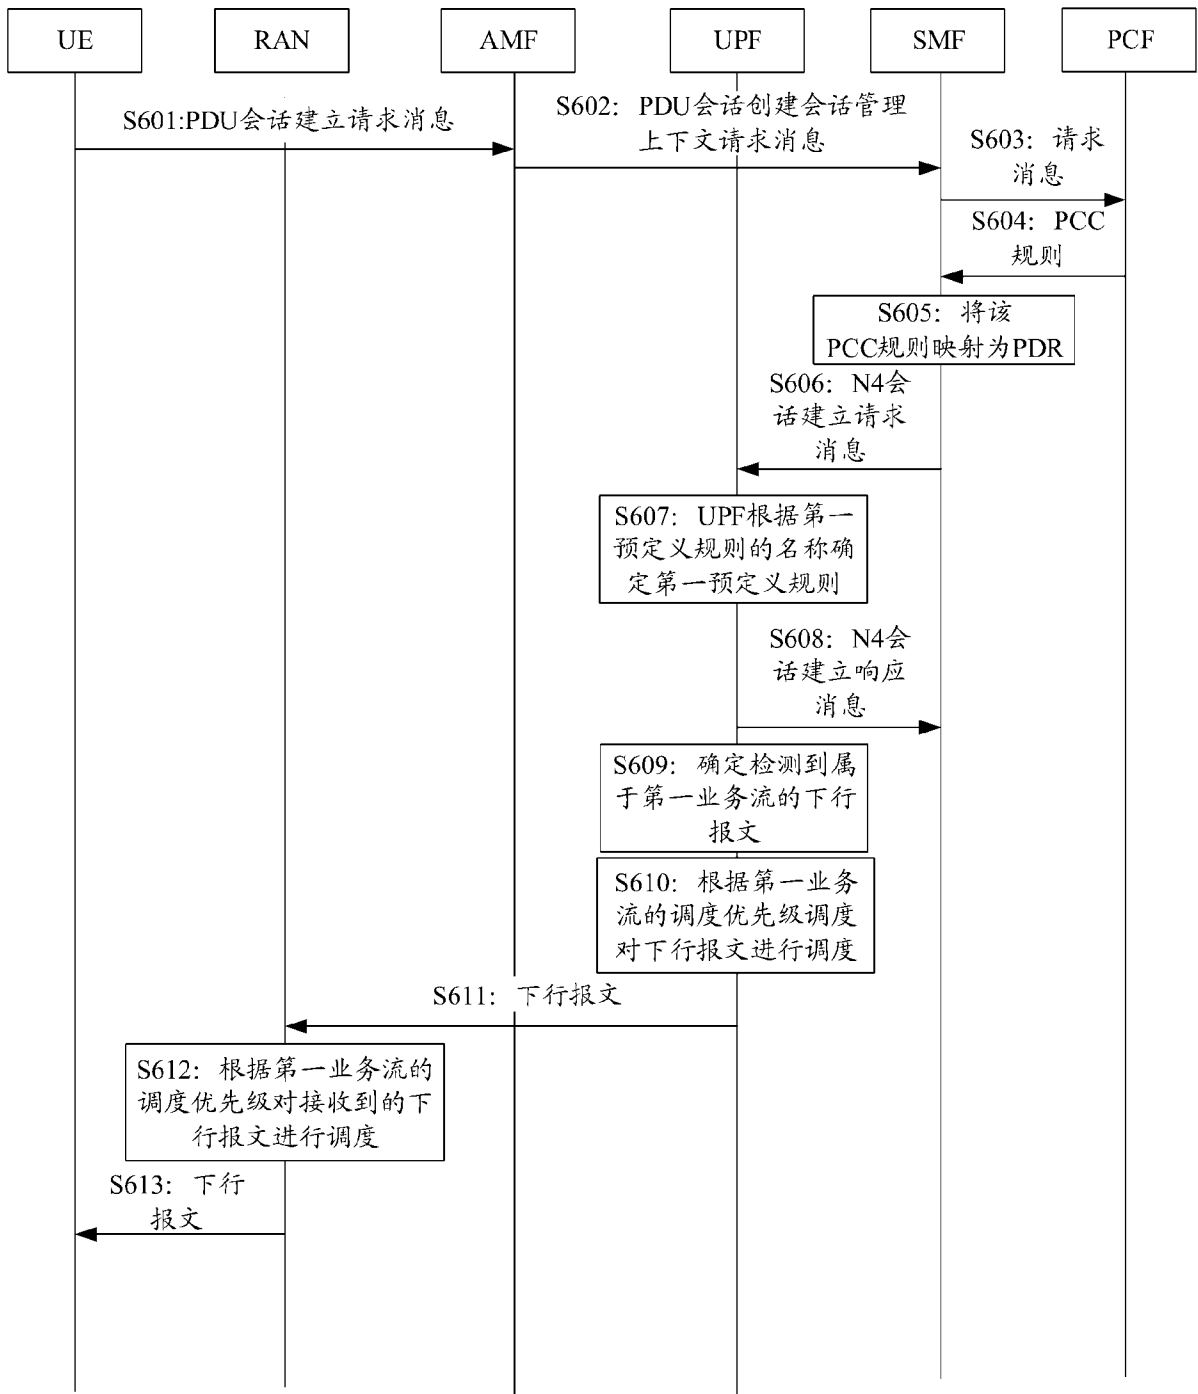 UE
RAN
AMF
UPF
SMF
PCF
S601:PDU会话建立请求消息
S602：PDU会话创建会话管理
上下文请求消息
S603：请求
消息
S604：PCC
规则
S605：将该
PCC规则映射为PDR
S606：N4会
话建立请求
消息
S607：UPF根据第一
预定义规则的名称确
定第一预定义规则
S608：N4会
话建立响应
消息
S609：确定检测到属
于第一业务流的下行
报文
S610：根据第一业务
流的调度优先级调度
对下行报文进行调度
S611：下行报文
S612：根据第一业务流的
调度优先级对接收到的下
行报文进行调度
S613：下行
报文